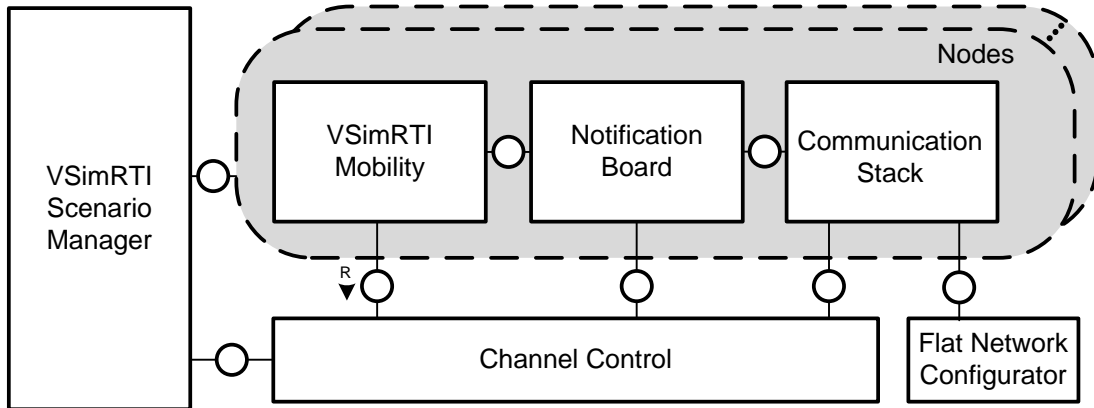 Nodes
VSimRTI
Scenario
Manager
VSimRTI
Mobility
Notification
Board
Communication
Stack
R
Channel Control
Flat Network
Configurator